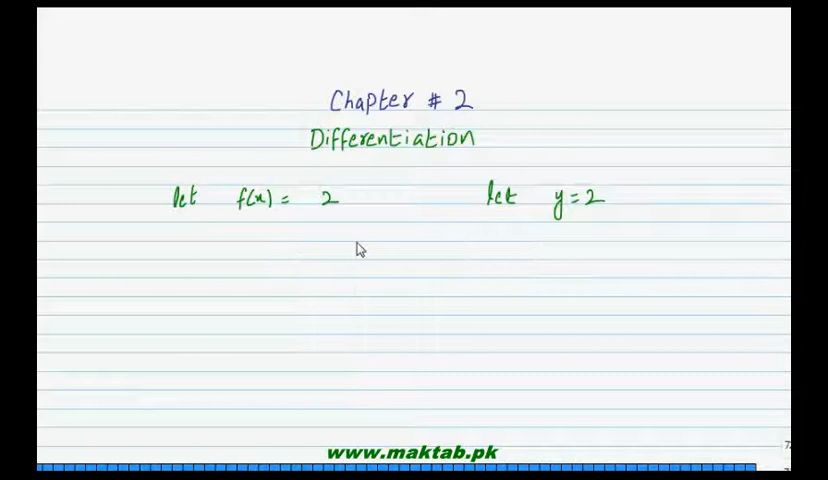 Chapter # 2
Differentiation
let f(x) = 2 let y = 2
www.maktab.pk